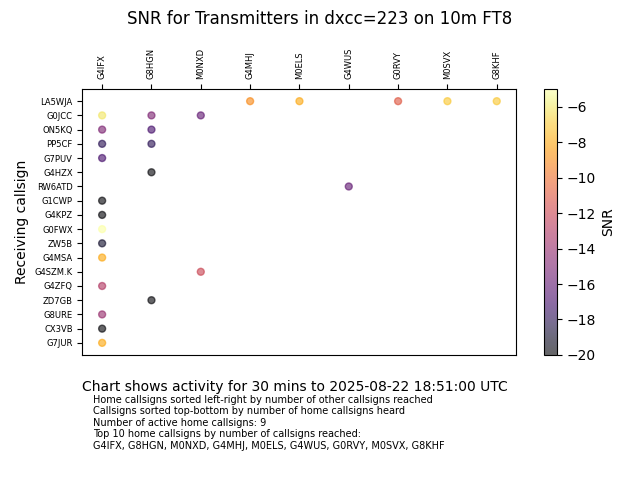 SNR for Transmitters in dxcc=223 on 10m FT8
G4IFX G8HGN M0NXD G4MHJ M0ELS G4WUS G0RVY M0SVX G8KHF
LA5WJA
G0JCC
ON5KQ
PP5CF
G7PUV
G4HZX
RW6ATD
G1CWP
G4KPZ
G0FWX
ZW5B
G4MSA
G4SZM.K
G4ZFQ
ZD7GB
G8URE
CX3VB
G7JUR
Receiving callsign
−6
−8
−10
−12
−14
−16
−18
−20
SNR
Chart shows activity for 30 mins to 2025-08-22 18:51:00 UTC
Home callsigns sorted left-right by number of other callsigns reached
Callsigns sorted top-bottom by number of home callsigns heard
Number of active home callsigns: 9
Top 10 home callsigns by number of callsigns reached:
G4IFX, G8HGN, M0NXD, G4MHJ, M0ELS, G4WUS, G0RVY, M0SVX, G8KHF